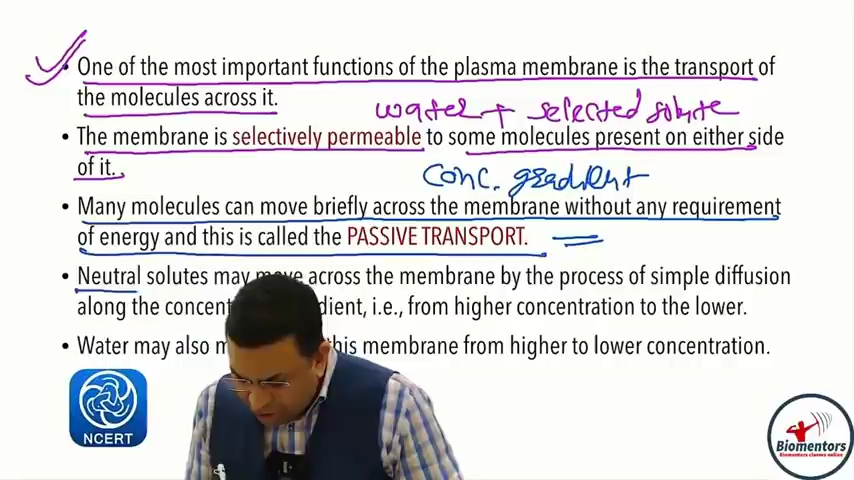 • One of the most important functions of the plasma membrane is the transport of
the molecules across it.
water + selected solute
• The membrane is selectively permeable to some molecules present on either side
of it.
conc. gradient
• Many molecules can move briefly across the membrane without any requirement
of energy and this is called the PASSIVE TRANSPORT.
• Neutral solutes may move across the membrane by the process of simple diffusion
along the concent dient, i.e., from higher concentration to the lower.
• Water may also m this membrane from higher to lower concentration.
NCERT
Biomentors
Biomentors classes online